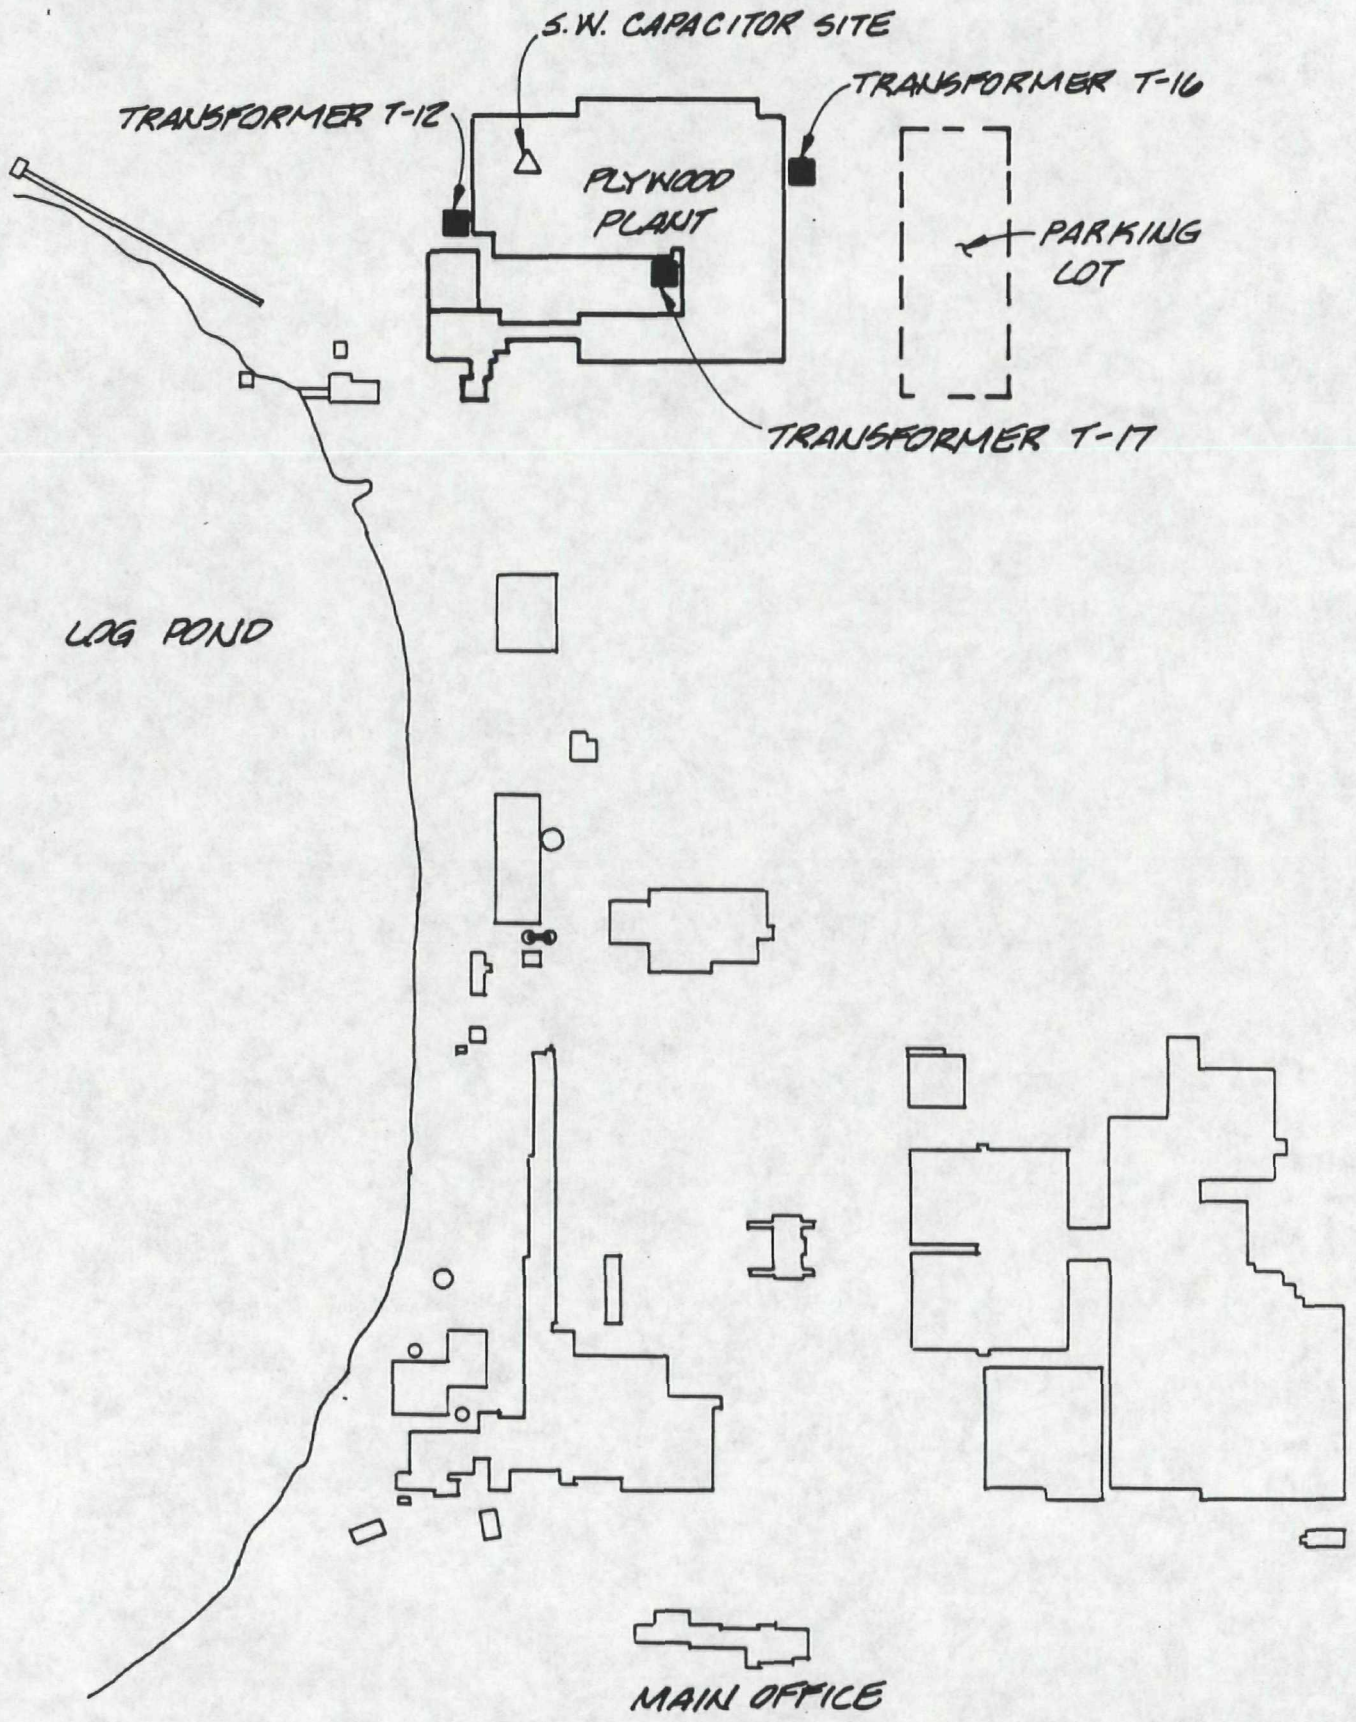 S.W. CAPACITOR SITE
TRANSFORMER T-16
TRANSFORMER T-12
PLYWOOD
PLANT
PARKING
LOT
TRANSFORMER T-17
LOG POND
MAIN OFFICE